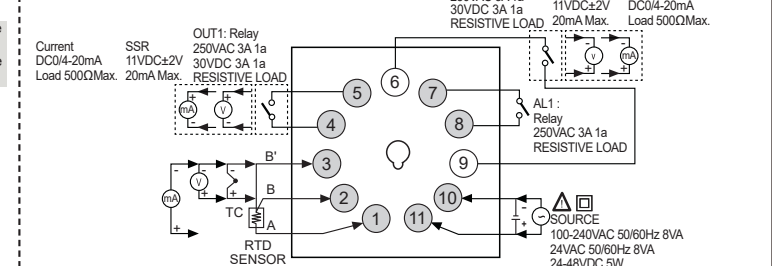 30VDC 3A 1a
RESISTIVE LOAD
11VDC±2V
20mA Max.
DC0/4-20mA
Load 500ΩMax.
Current
DC0/4-20mA
Load 500ΩMax.
SSR
11VDC±2V
20mA Max.
OUT1: Relay
250VAC 3A 1a
30VDC 3A 1a
RESISTIVE LOAD
mA
V
V
mA
5
4
6
7
8
9
3
2
1
10
11
AL1 :
Relay
250VAC 3A 1a
RESISTIVE LOAD
mA
V
B'
B
A
TC
RTD
SENSOR
SOURCE
100-240VAC 50/60Hz 8VA
24VAC 50/60Hz 8VA
24-48VDC 5W